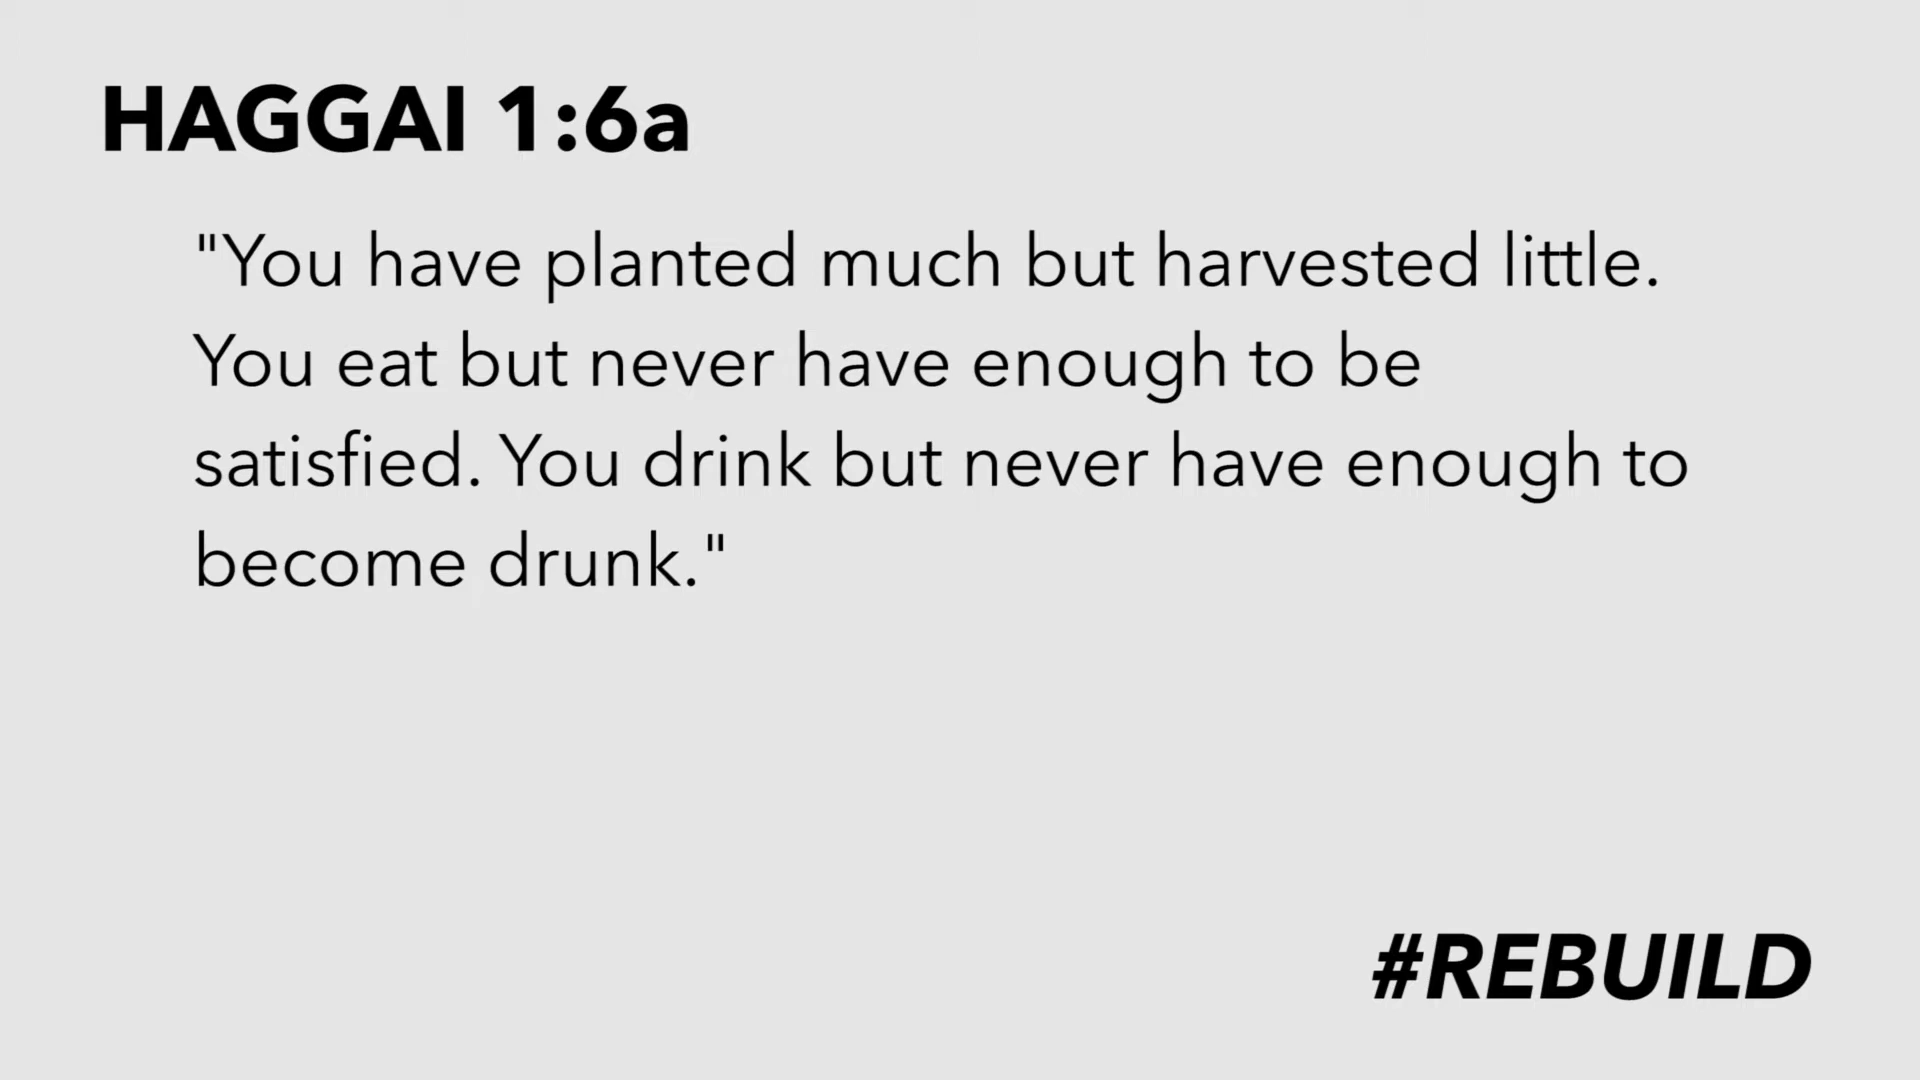 HAGGAI 1:6a
"You have planted much but harvested little.
You eat but never have enough to be
satisfied. You drink but never have enough to
become drunk."
#REBUILD